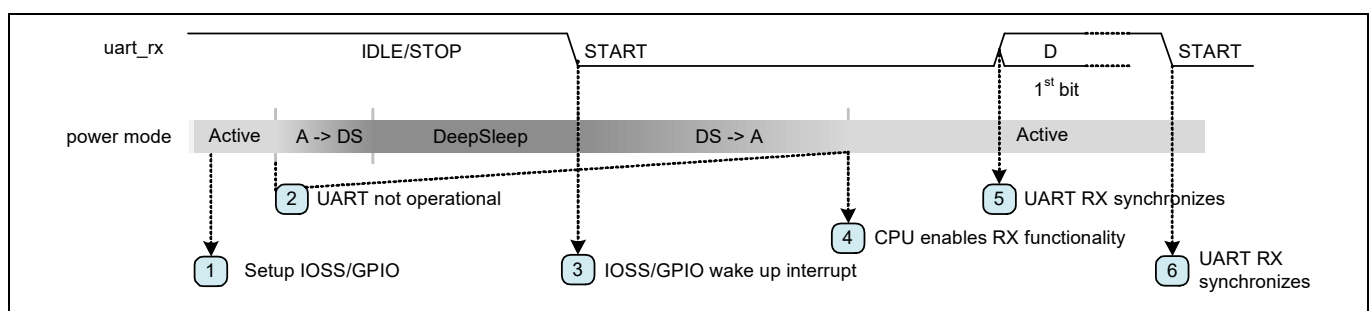 uart_rx IDLE/STOP START D START
1st bit
power mode Active A -> DS DeepSleep DS -> A Active
2 UART not operational 5 UART RX synchronizes
1 Setup IOSS/GPIO 3 IOSS/GPIO wake up interrupt 4 CPU enables RX functionality 6 UART RX
synchronizes